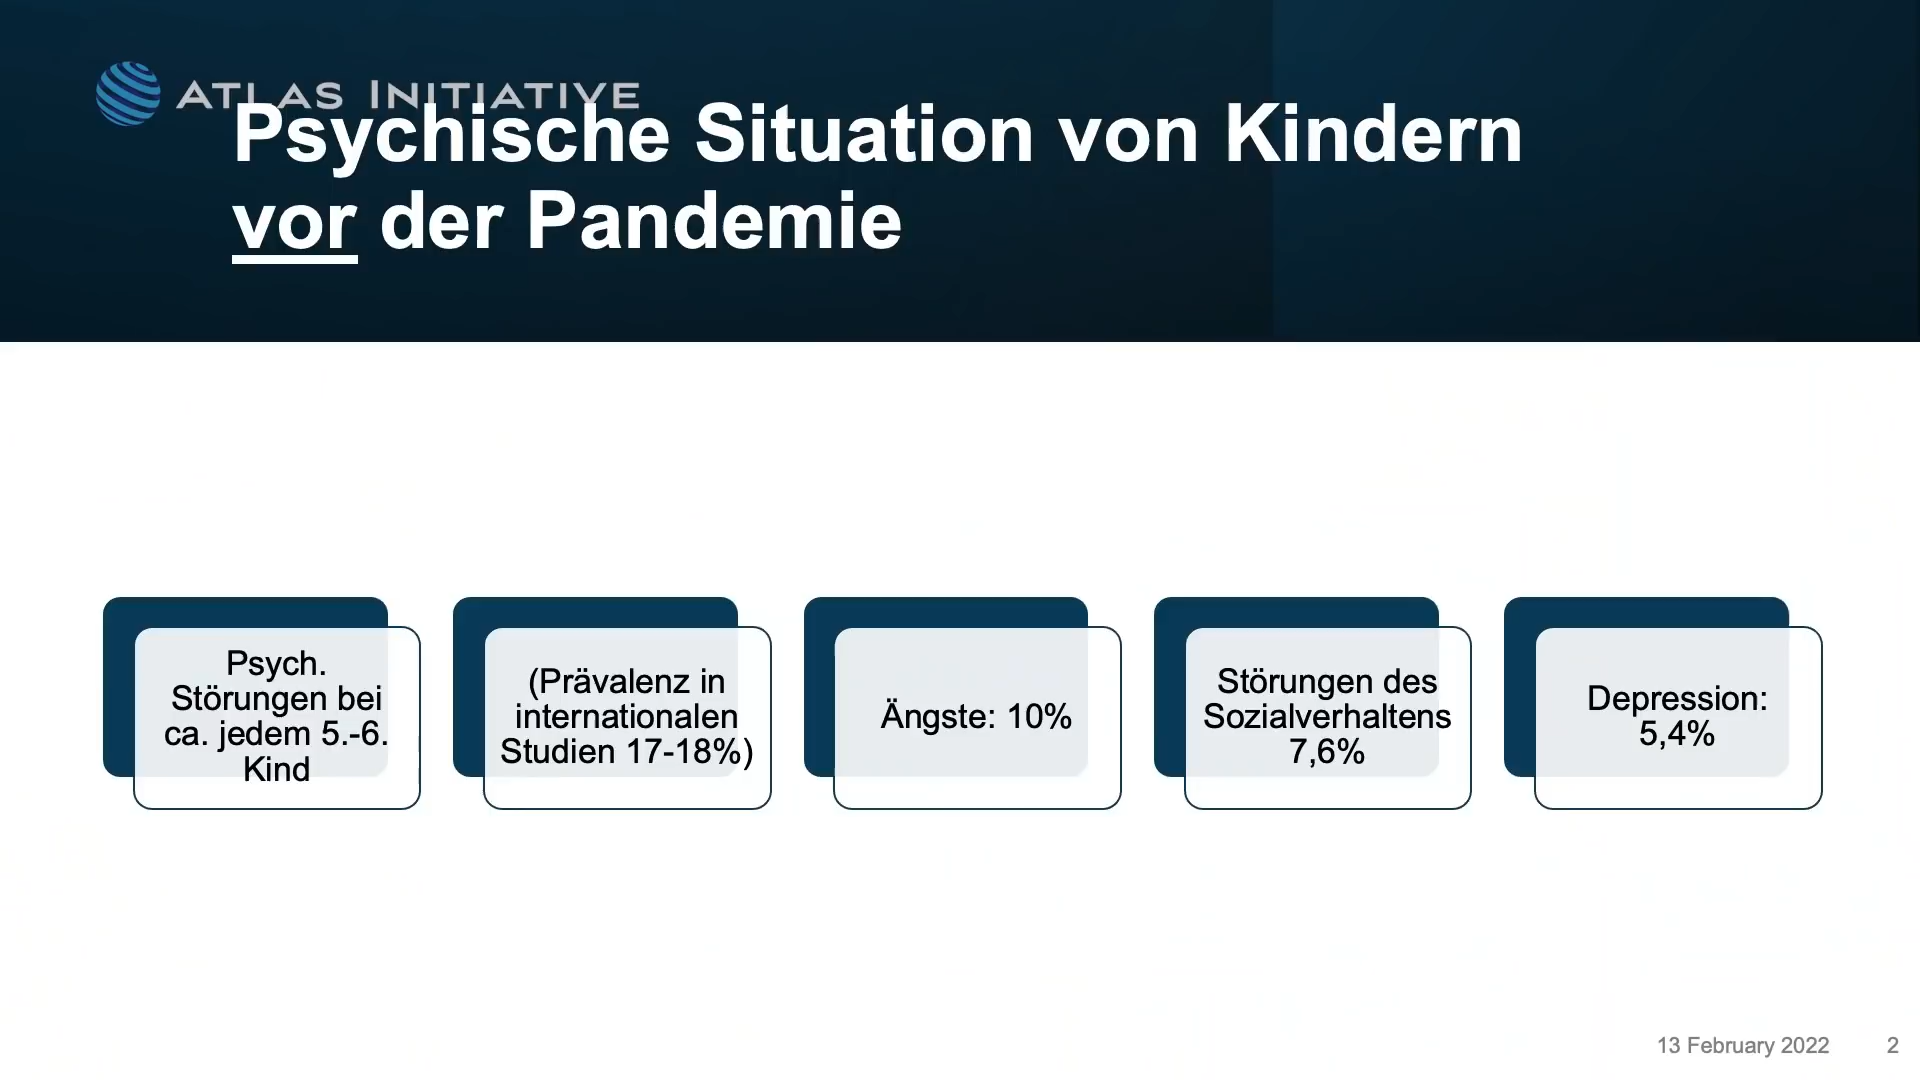 ATLAS INITIATIVE
Psychische Situation von Kindern
vor der Pandemie
Psych.
Störungen bei
ca. jedem 5.-6.
Kind
(Prävalenz in
internationalen
Studien 17-18%)
Ängste: 10%
Störungen des
Sozialverhaltens
7,6%
Depression:
5,4%
13 February 2022
2